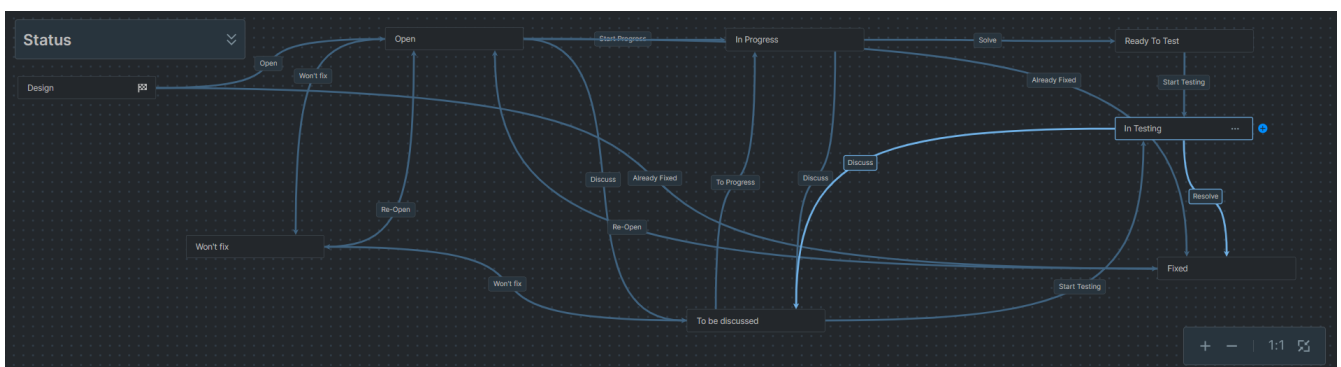 Status
Open
Start Progress
In Progress
Solve
Ready To Test
Open
Won't fix
Design
Already Fixed
Start Testing
In Testing
Discuss
Discuss
Already Fixed
To Progress
Discuss
Resolve
Re-Open
Re-Open
Won't fix
Fixed
Won't fix
Start Testing
To be discussed
1:1